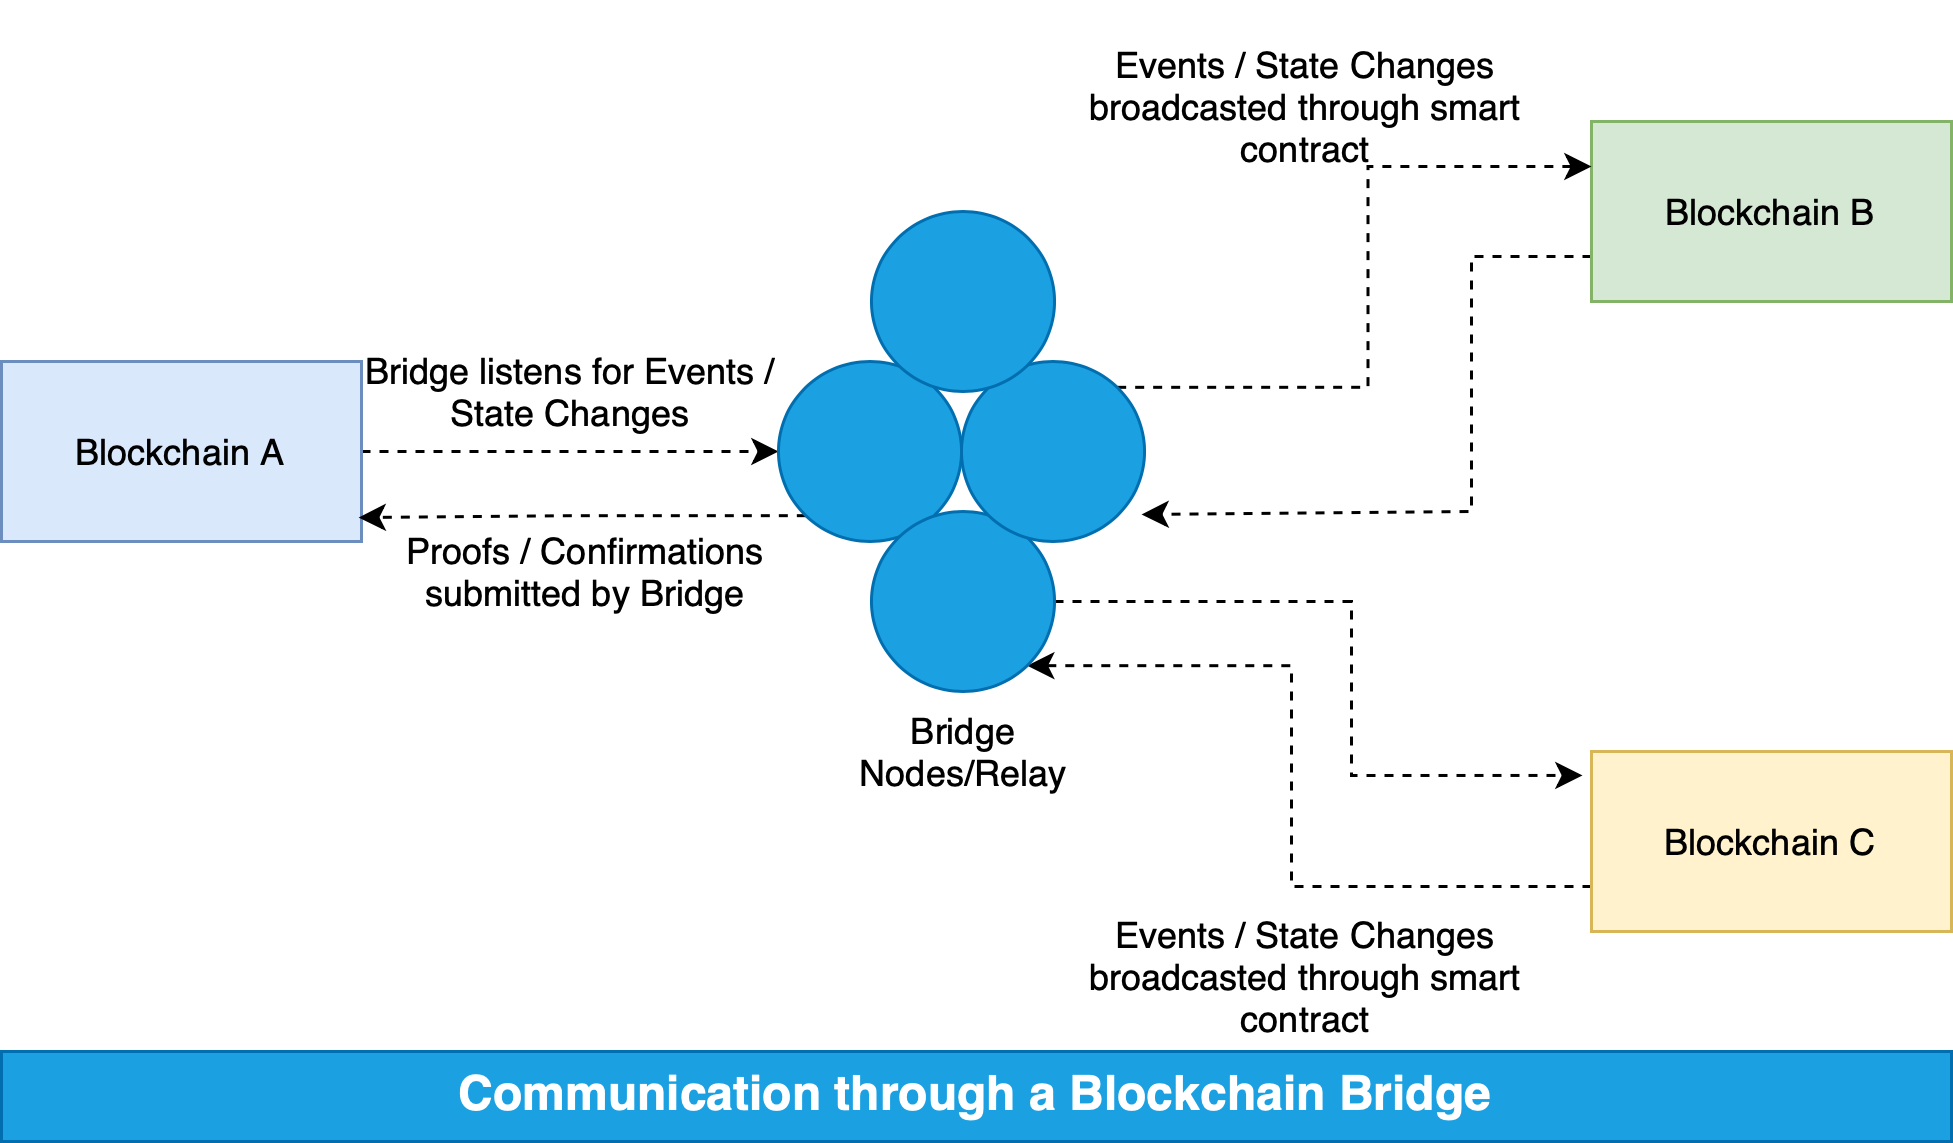 Events / State Changes
broadcasted through smart
contract
Blockchain B
Bridge listens for Events /
State Changes
Blockchain A
Proofs / Confirmations
submitted by Bridge
Bridge
Nodes/Relay
Blockchain C
Events / State Changes
broadcasted through smart
contract
Communication through a Blockchain Bridge